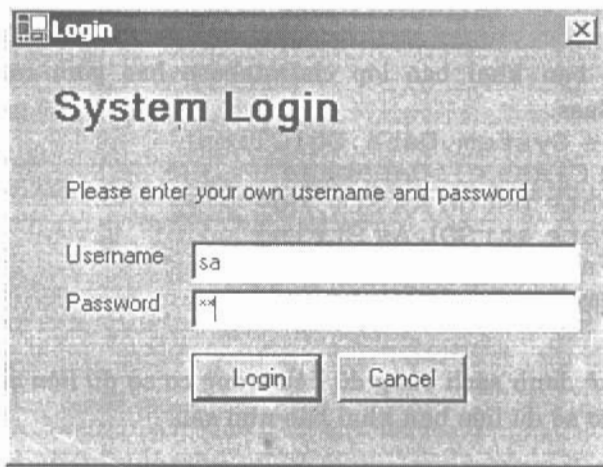 Login
System Login
Please enter your own username and password
Username
sa
Password
**
Login
Cancel